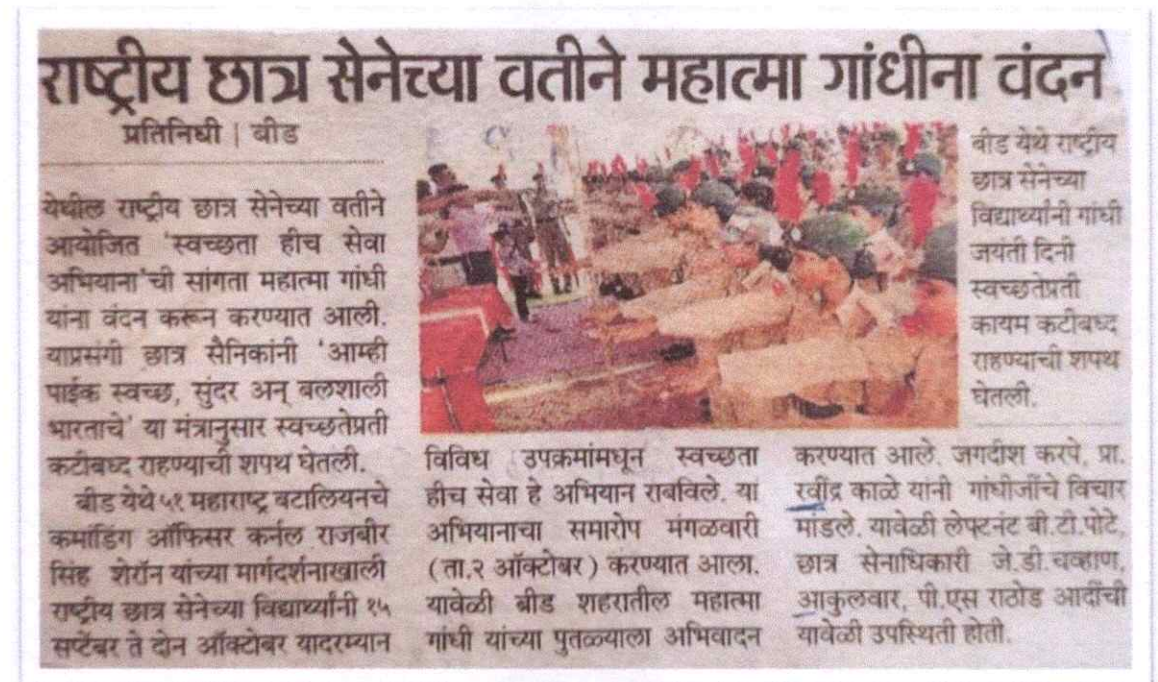 राष्ट्रीय छात्र सेनेच्या वतीने महात्मा गांधीना वंदन
प्रतिनिधी | बीड
येथील राष्ट्रीय छात्र सेनेच्या वतीने
आयोजित 'स्वच्छता हीच सेवा
अभियाना'ची सांगता महात्मा गांधी
यांना वंदन करून करण्यात आली.
याप्रसंगी छात्र सैनिकांनी 'आम्ही
पाईक स्वच्छ, सुंदर अन् बलशाली
भारताचे' या मंत्रानुसार स्वच्छतेप्रती
कटीबध्द राहण्याची शपथ घेतली.
बीड येथे ५१ महाराष्ट्र बटालियनचे
कमांडिंग ऑफिसर कर्नल राजबीर
सिंह शेरॉन यांच्या मार्गदर्शनाखाली
राष्ट्रीय छात्र सेनेच्या विद्यार्थ्यांनी १५
सप्टेंबर ते दोन ऑक्टोबर यादरम्यान
विविध उपक्रमांमधून स्वच्छता
हीच सेवा हे अभियान राबविले. या
अभियानाचा समारोप मंगळवारी
(ता.२ ऑक्टोबर) करण्यात आला.
यावेळी बीड शहरातील महात्मा
गांधी यांच्या पुतळ्याला अभिवादन
करण्यात आले. जगदीश करपे, प्रा.
रवींद्र काळे यांनी गांधीजींचे विचार
मांडले. यावेळी लेफ्टनंट बी.टी.पोटे,
छात्र सेनाधिकारी जे.डी.चव्हाण,
आकुलवार, पी.एस राठोड आदींची
यावेळी उपस्थिती होती.
बीड येथे राष्ट्रीय
छात्र सेनेच्या
विद्यार्थ्यांनी गांधी
जयंती दिनी
स्वच्छतेप्रती
कायम कटीबध्द
राहण्याची शपथ
घेतली.